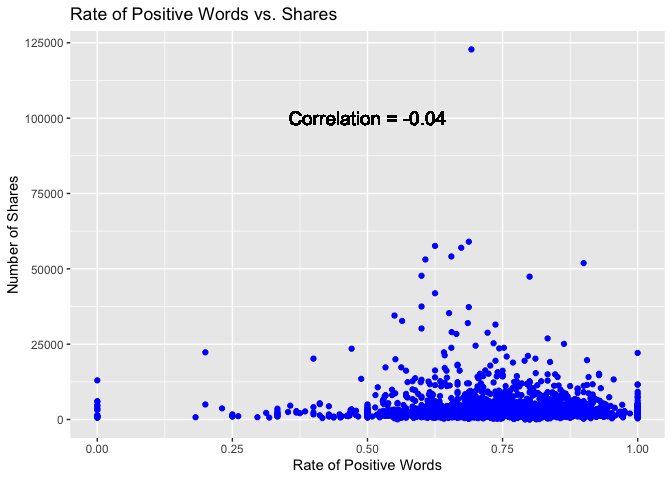 Rate of Positive Words vs. Shares
125000
100000
75000
50000
25000
0
Number of Shares
Correlation = -0.04
0.00 0.25 0.50 0.75 1.00
Rate of Positive Words